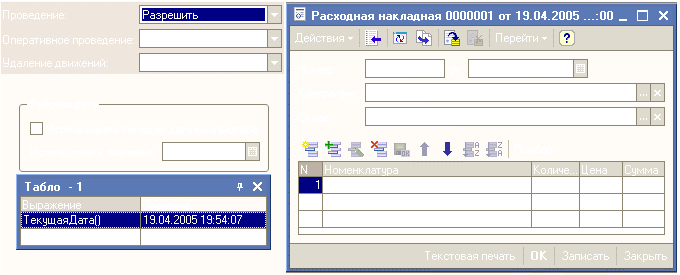 Проведение: Разрешить
Оперативное проведение:
Удаление движений:
Табло - 1
Выражение
ТекущаяДата() 19.04.2005 19:54:07
Расходная накладная 0000001 от 19.04.2005 ...:00
Действия Перейти ?
N Номенклатура Количе... Цена Сумма
1
Текстовая печать OK Записать Закрыть